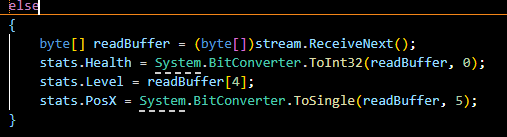 else
{
byte[] readBuffer = (byte[])stream.ReceiveNext();
stats.Health = System.BitConverter.ToInt32(readBuffer, 0);
stats.Level = readBuffer[4];
stats.PosX = System.BitConverter.ToSingle(readBuffer, 5);
}